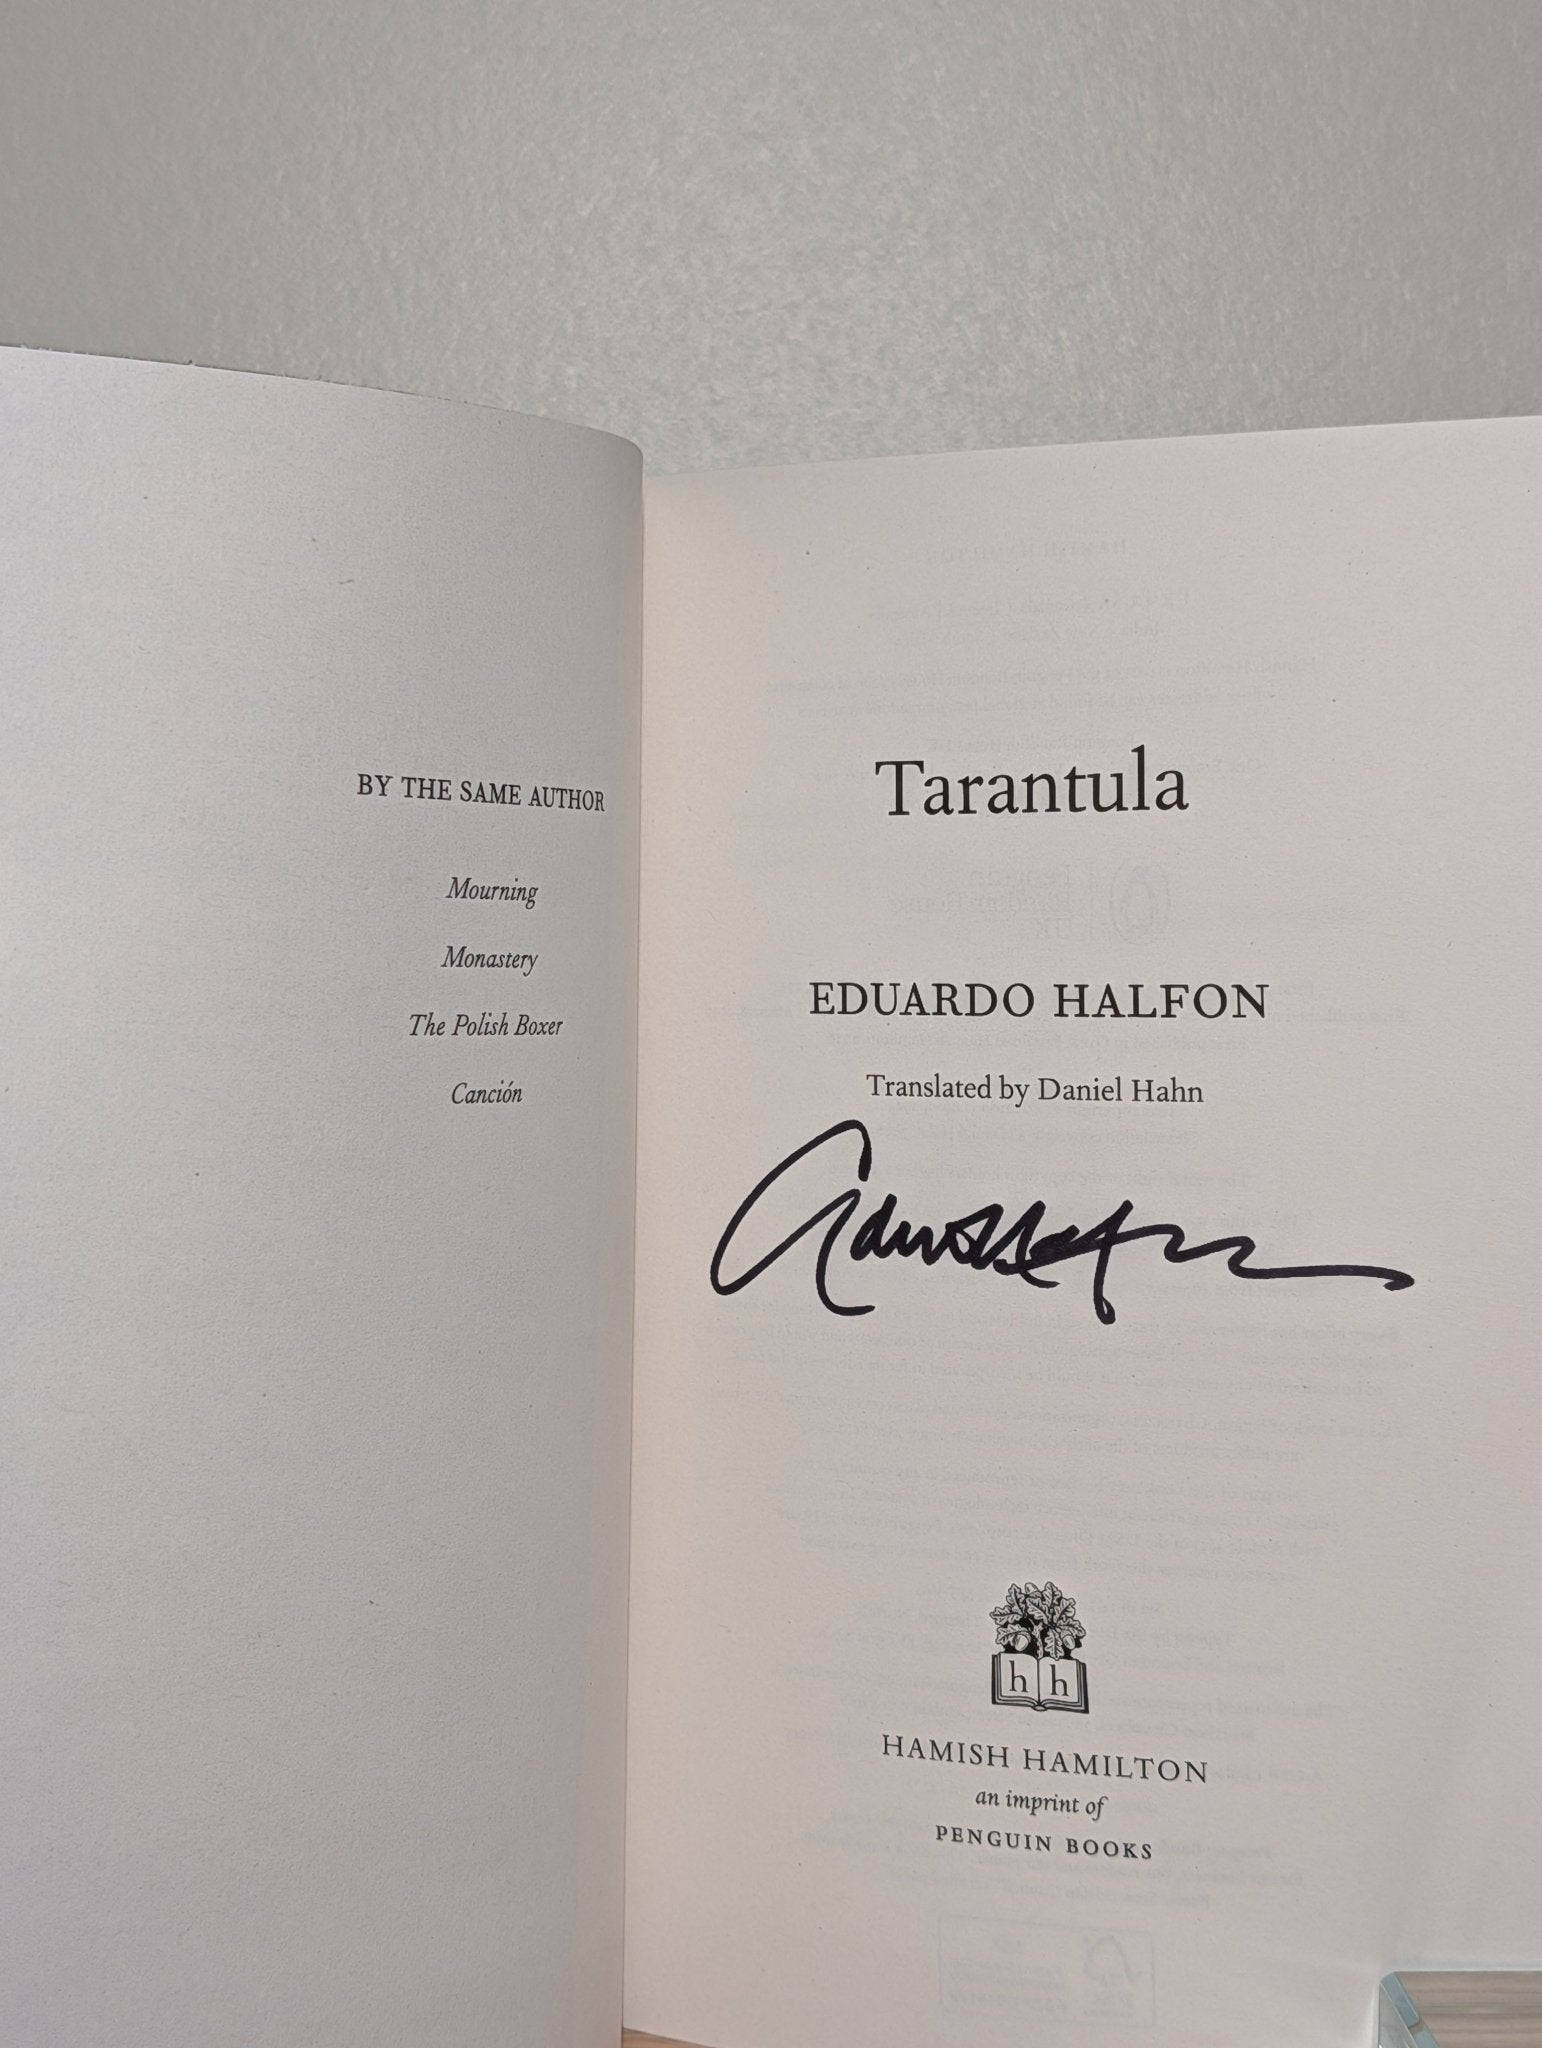 BY THE SAME AUTHOR
Mourning
Monastery
The Polish Boxer
Canción
Tarantula
EDUARDO HALFON
Translated by Daniel Hahn
h h
HAMISH HAMILTON
an imprint of
PENGUIN BOOKS